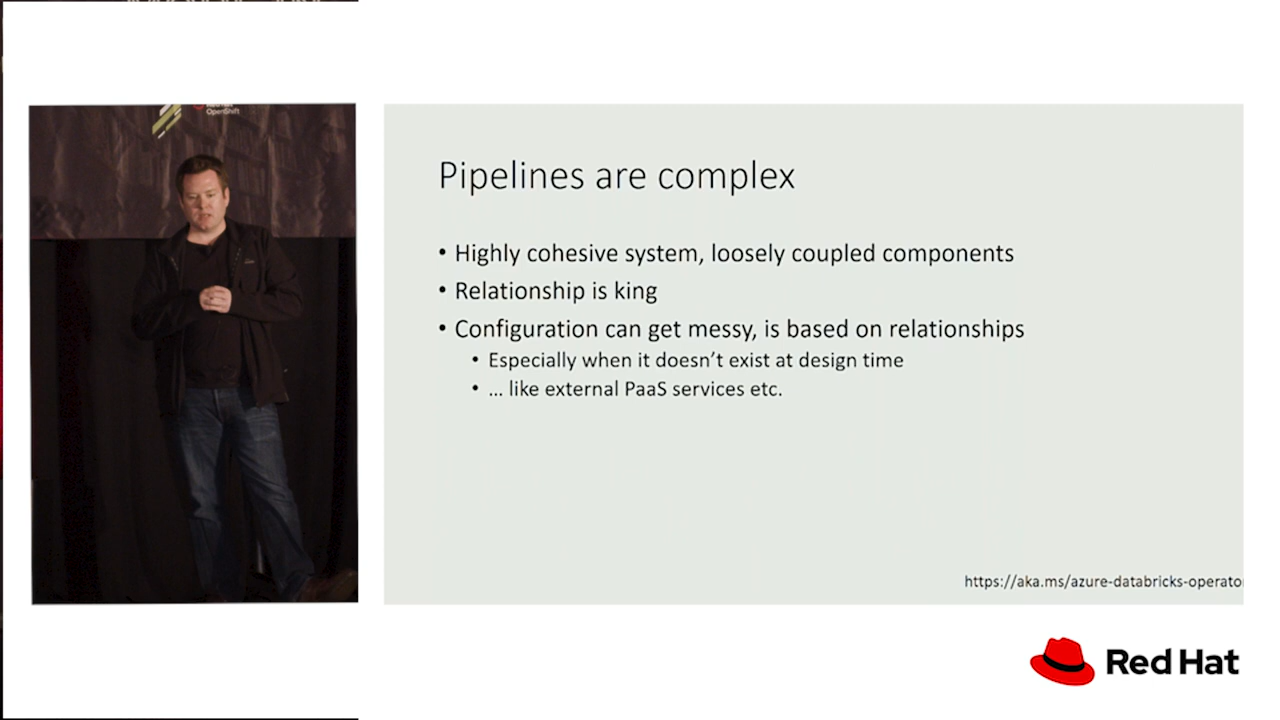 OpenShift
Pipelines are complex
• Highly cohesive system, loosely coupled components
• Relationship is king
• Configuration can get messy, is based on relationships
• Especially when it doesn’t exist at design time
• … like external PaaS services etc.
https://aka.ms/azure-databricks-operato
Red Hat